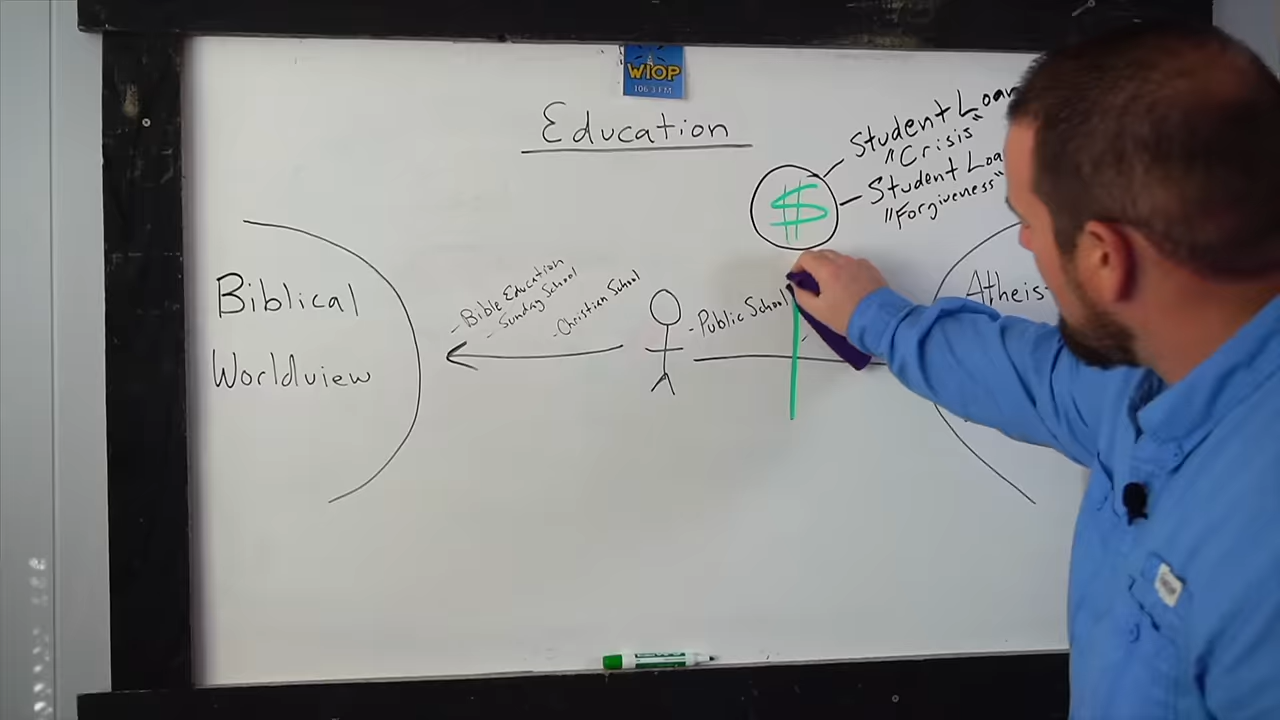 WIOP
106.3 FM
Education
Student Loan
"Crisis"
Student Loa
"Forgiveness"
$
Biblical
Worldview
- Bible Education
- Sunday School
- Christian School
- Public School
Atheis